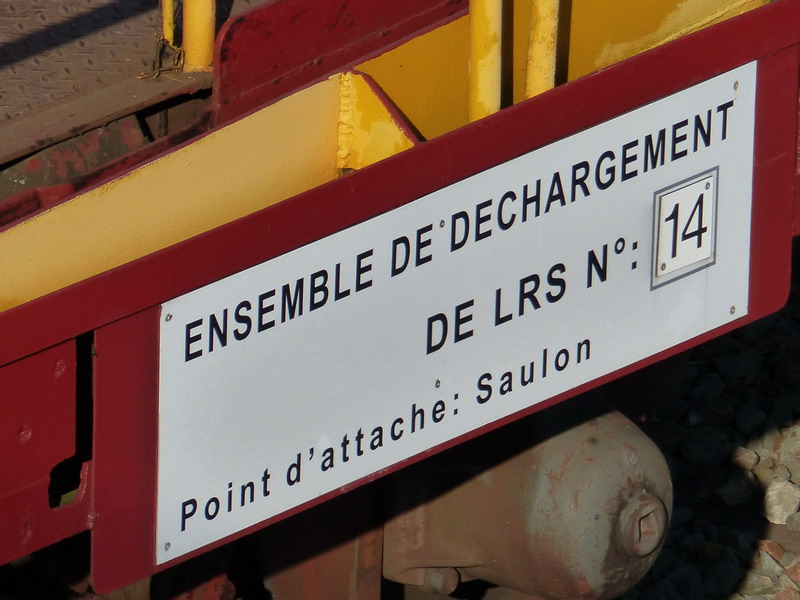 ENSEMBLE DE DECHARGEMENT
DE LRS N°: 14
Point d'attache: Saulon